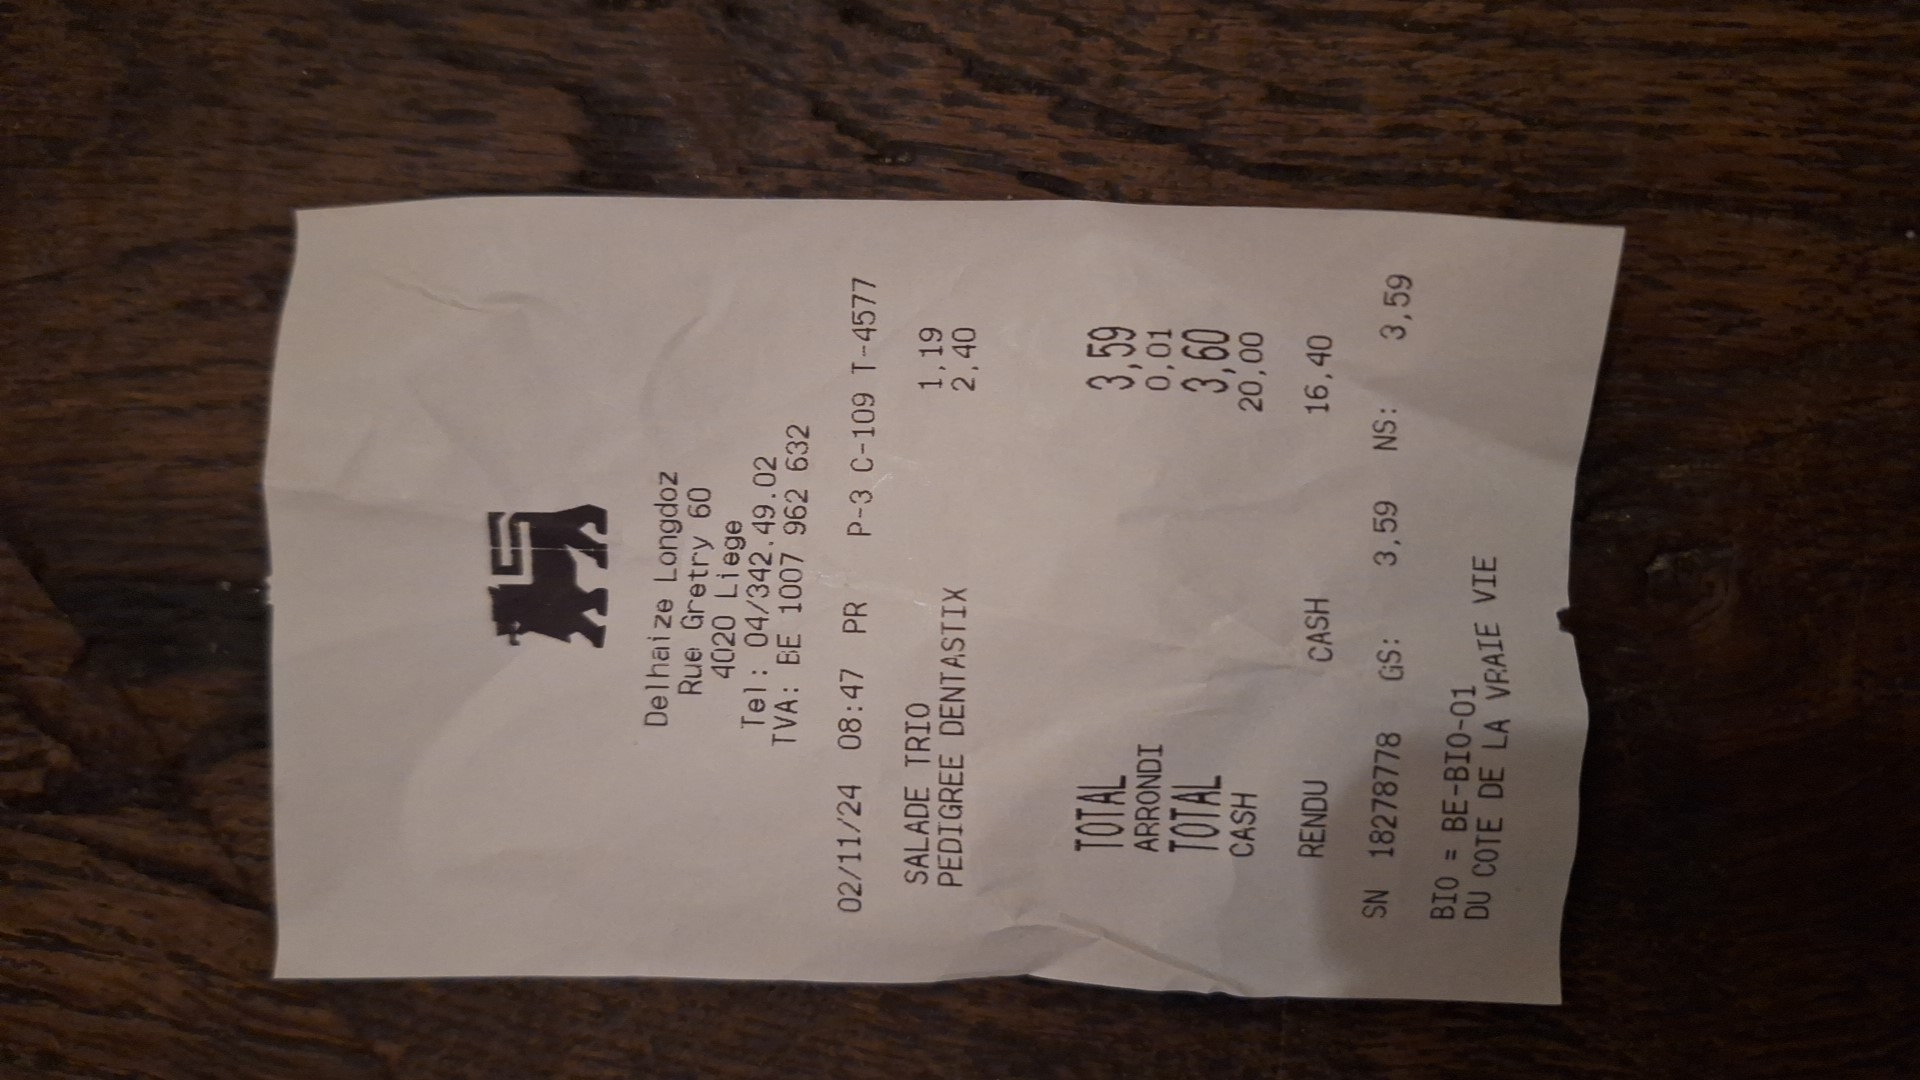 Delhaize Longdoz
Rue Gretry 60
4020 Liege
Tel: 04/342.49.02
TVA: BE 1007 962 632
02/11/24 08:47 PR P-3 C-109 T-4577
SALADE TRIO 1,19
PEDIGREE DENTASTIX 2,40
TOTAL 3,59
ARRONDI 0,01
TOTAL 3,60
CASH 20,00
RENDU CASH 16,40
SN 18278778 GS: 3,59 NS: 3,59
BIO = BE-BIO-01
DU COTE DE LA VRAIE VIE